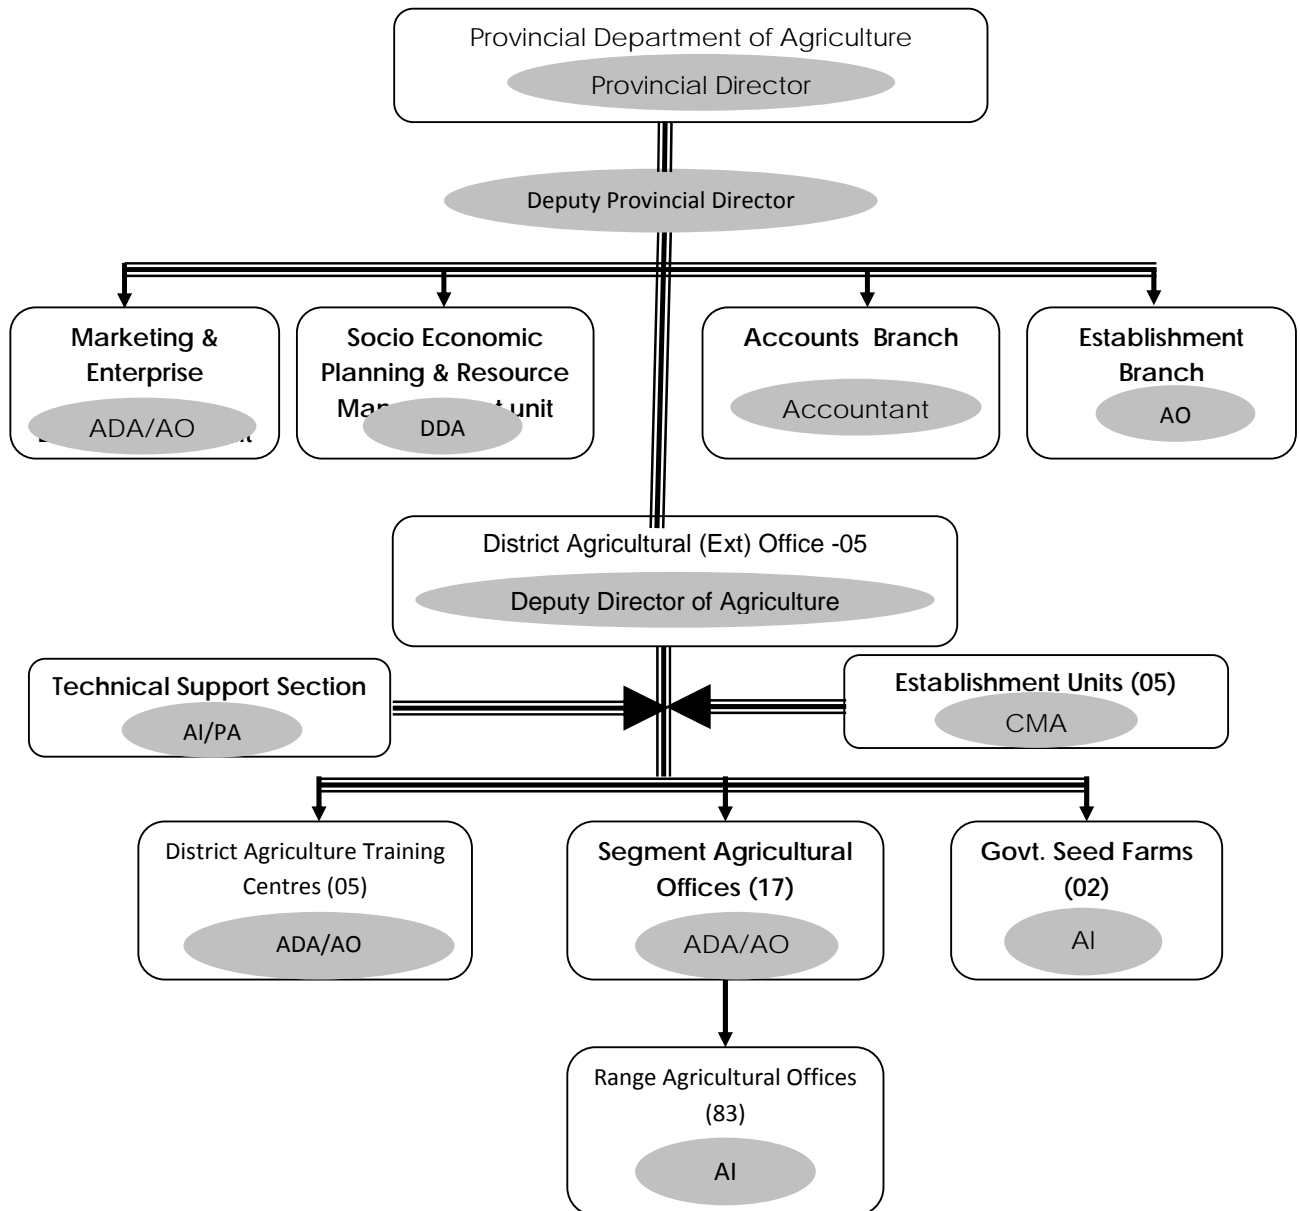 Provincial Department of Agriculture
Provincial Director
Deputy Provincial Director
Marketing &
Enterprise
ADA/AO
Socio Economic
Planning & Resource
unit
DDA
Accounts Branch
Accountant
Establishment
Branch
AO
District Agricultural (Ext) Office -05
Deputy Director of Agriculture
Technical Support Section
AI/PA
Establishment Units (05)
CMA
District Agriculture Training
Centres (05)
ADA/AO
Segment Agricultural
Offices (17)
ADA/AO
Govt. Seed Farms
(02)
AI
Range Agricultural Offices
(83)
AI